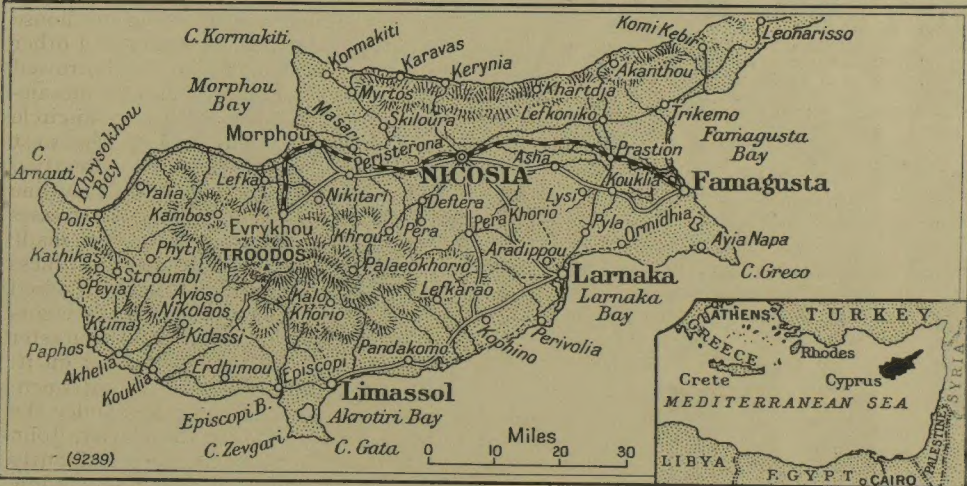 C. Kormakiti
Kormakiti
Karavas
Kerynia
Komi Kebir
Leonarisso
Akanthou
Morphou
Bay
Myrtos
Khartdja
Masari
Skiloura
Lefkoniko
Trikemo
Famagusta
Bay
Morphou
Peristerona
NICOSIA
Asha
Prastion
C.
Arnauti
Khrysokhou
Bay
Yalia
Lefka
Nikitari
Deftera
Lysi
Kouklia
Famagusta
Polis
Kambos
Evrykhou
Pera
Pera Khorio
Pyla
Ormidhia
Ayia Napa
Kathikas
Phyti
Khrou
TROODOS
Aradippou
C. Greco
Stroumbi
Palaeokhorio
Larnaka
Peyia
Ayios
Nikolaos
Kalo
Khorio
Lefkarao
Larnaka
Bay
Ktima
Kidassi
Kophino
Perivolia
Paphos
Akhelia
Erdhimou
Episcopi
Pandakomo
Kouklia
Limassol
Episcopi B.
Akrotiri Bay
C. Zevgari
C. Gata
Miles
0 10 20 30
(9239)
ATHENS
TURKEY
GREECE
Rhodes
Crete
Cyprus
SYRIA
MEDITERRANEAN SEA
PALESTINE
LIBYA
EGYPT
CAIRO